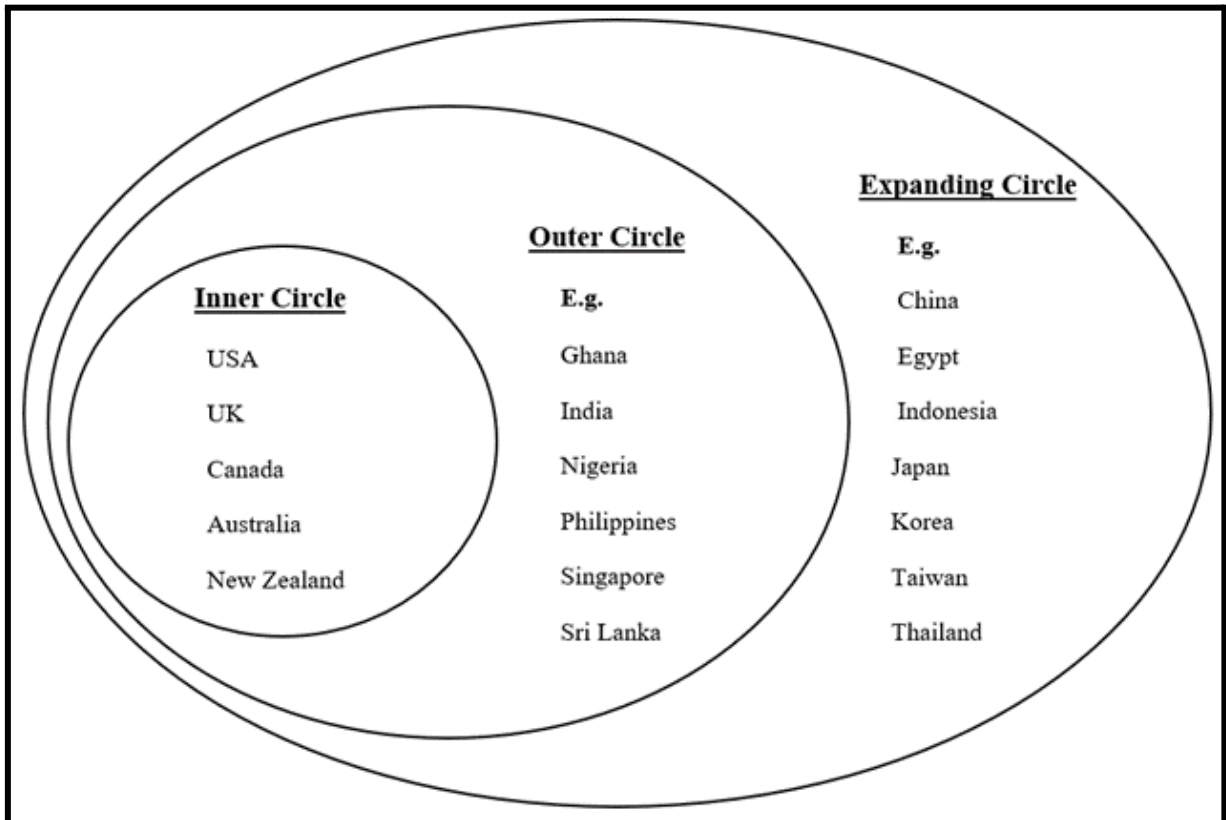 Inner Circle
USA
UK
Canada
Australia
New Zealand
Outer Circle
E.g.
Ghana
India
Nigeria
Philippines
Singapore
Sri Lanka
Expanding Circle
E.g.
China
Egypt
Indonesia
Japan
Korea
Taiwan
Thailand